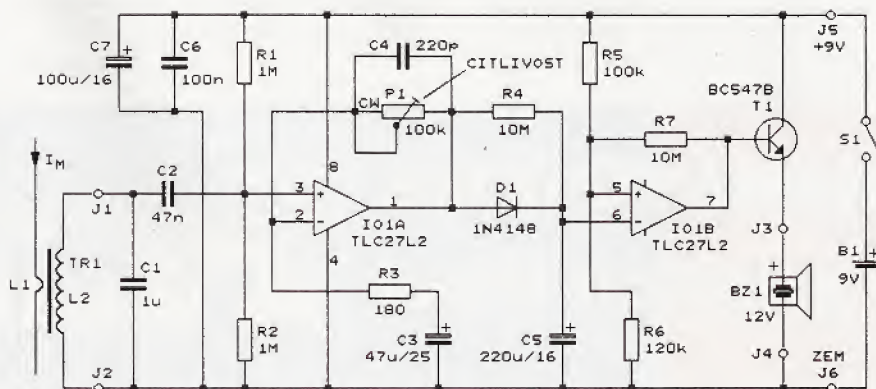 C7
+
100u/16
C6
100n
R1
1M
C4
220p
CITLIVOST
CW
P1
100k
R4
10M
R5
100k
BC547B
T1
J5
+9V
R7
10M
S1
IM
C2
47n
J1
8
3
+
2
-
1
IO1A
TLC27L2
4
D1
1N4148
5
+
6
-
7
IO1B
TLC27L2
J3
B1
+
9V
L1
TR1
L2
C1
1u
R3
180
R2
1M
C3
+
47u/25
C5
+
220u/16
R6
120k
+
BZ1
12V
J2
J4
ZEM
J6